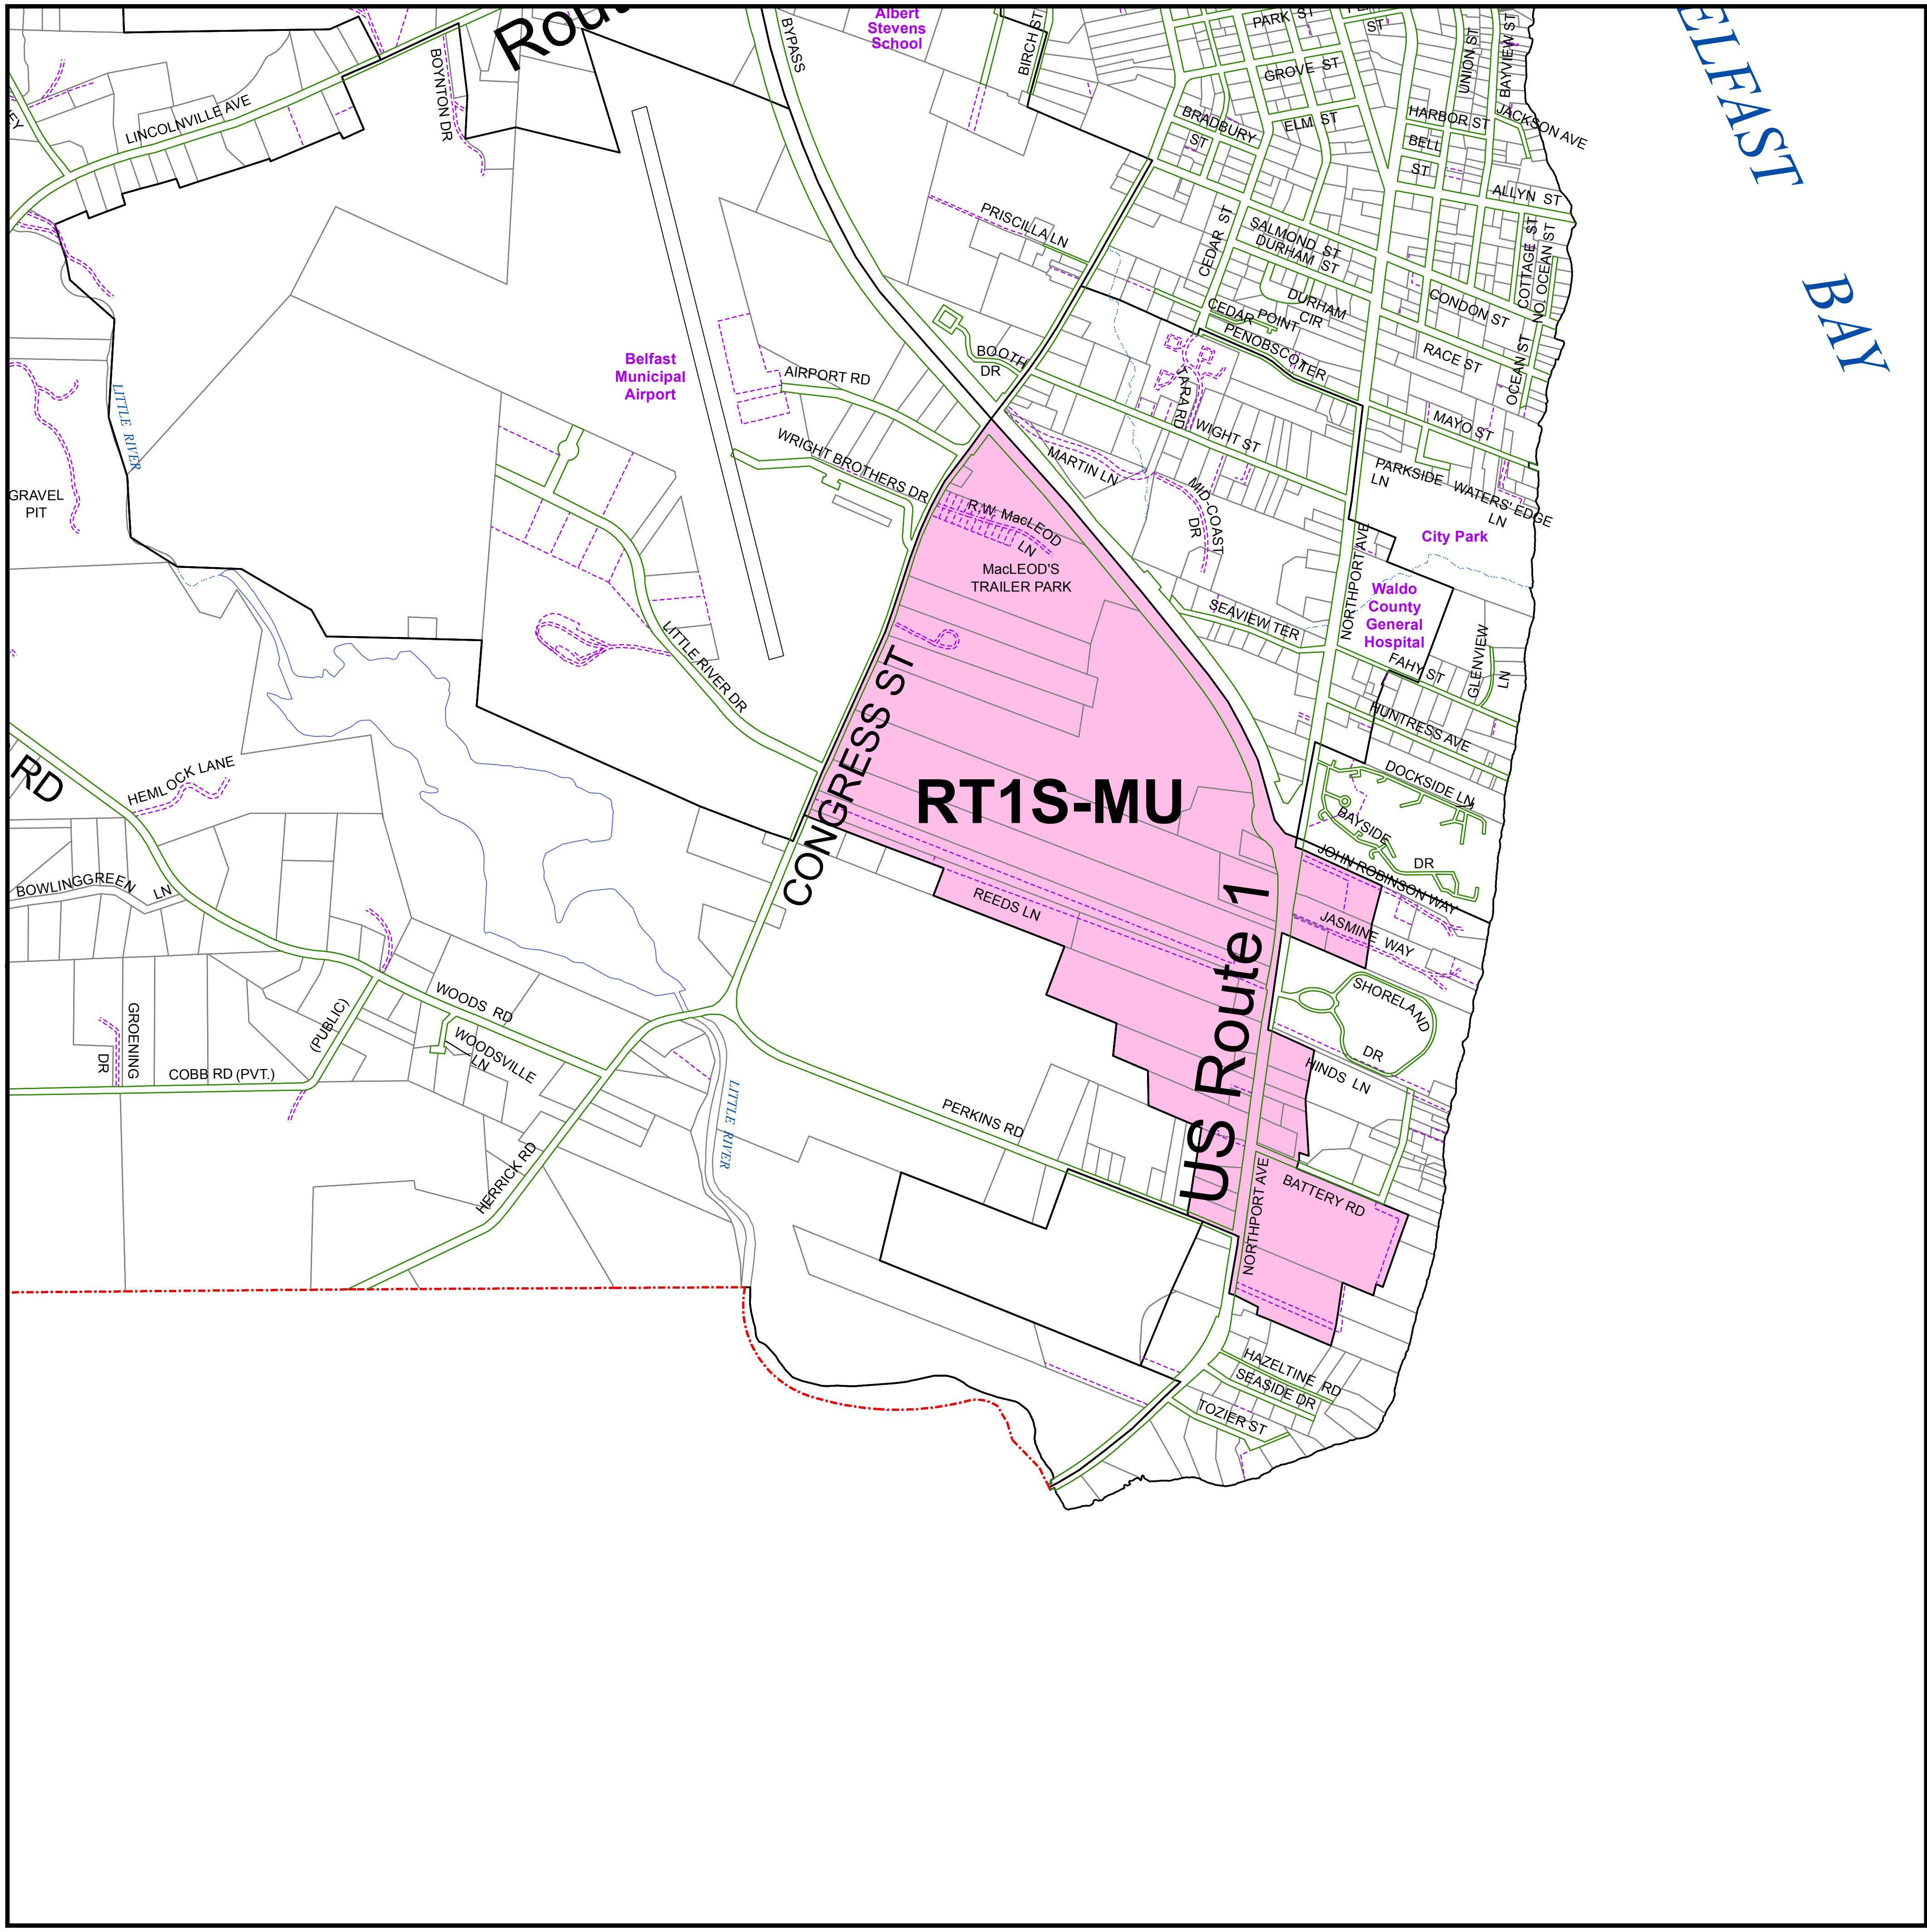 Albert
Stevens
School
BIRCH ST
PARK ST
ST
UNION ST
BAYVIEW ST
ELFAST
BAY
BYPASS
BOYNTON DR
LINCOLNVILLE AVE
GROVE ST
BRADBURY
ST
ELM ST
HARBOR ST
JACKSON AVE
BELL
ST
ALLYN ST
PRISCILLA LN
CEDAR ST
SALMOND ST
DURHAM ST
COTTAGE ST
NO. OCEAN ST
DURHAM
CIR
CONDON ST
CEDAR POINT
PENOBSCOT TER
RACE ST
OCEAN ST
BOOTH
DR
Belfast
Municipal
Airport
AIRPORT RD
TARA RD
WIGHT ST
MAYO ST
LITTLE RIVER
WRIGHT BROTHERS DR
MARTIN LN
PARKSIDE
LN
WATERS' EDGE
LN
GRAVEL
PIT
MID-COAST
DR
R.W. MacLEOD
LN
City Park
MacLEOD'S
TRAILER PARK
NORTHPORT AVE
Waldo
County
General
Hospital
SEAVIEW TER
LITTLE RIVER DR
FAHY ST
GLENVIEW
LN
CONGRESS ST
HUNTRESS AVE
RD
HEMLOCK LANE
RT1S-MU
DOCKSIDE LN
BAYSIDE
DR
JOHN ROBINSON WAY
BOWLINGGREEN LN
REEDS LN
US Route 1
JASMINE WAY
WOODS RD
SHORELAND
DR
GROENING
DR
(PUBLIC)
WOODSVILLE
LN
COBB RD (PVT.)
HINDS LN
LITTLE RIVER
PERKINS RD
HERRICK RD
NORTHPORT AVE
BATTERY RD
HAZELTINE RD
SEASIDE DR
TOZIER ST